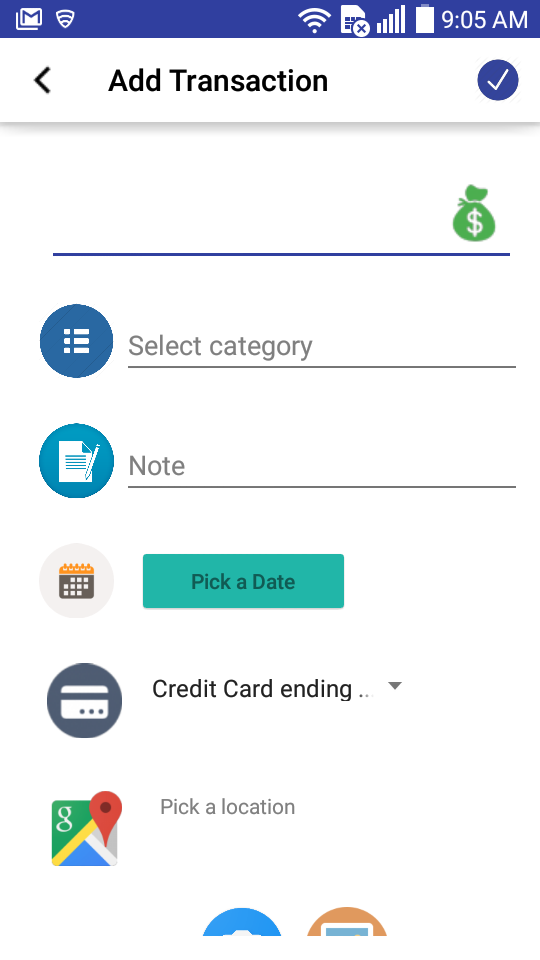 9:05 AM
Add Transaction
$
Select category
Note
Pick a Date
Credit Card ending ...
g
Pick a location